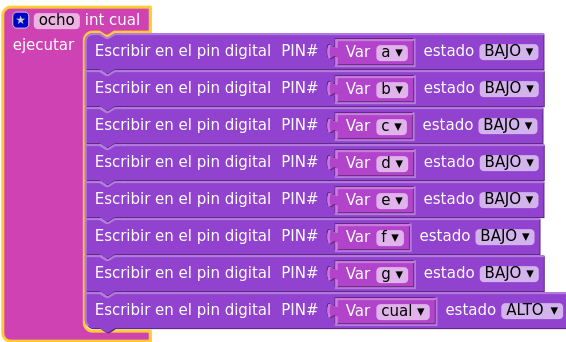 ocho int cual
ejecutar
Escribir en el pin digital PIN# Var a ▾ estado BAJO ▾
Escribir en el pin digital PIN# Var b ▾ estado BAJO ▾
Escribir en el pin digital PIN# Var c ▾ estado BAJO ▾
Escribir en el pin digital PIN# Var d ▾ estado BAJO ▾
Escribir en el pin digital PIN# Var e ▾ estado BAJO ▾
Escribir en el pin digital PIN# Var f ▾ estado BAJO ▾
Escribir en el pin digital PIN# Var g ▾ estado BAJO ▾
Escribir en el pin digital PIN# Var cual ▾ estado ALTO ▾